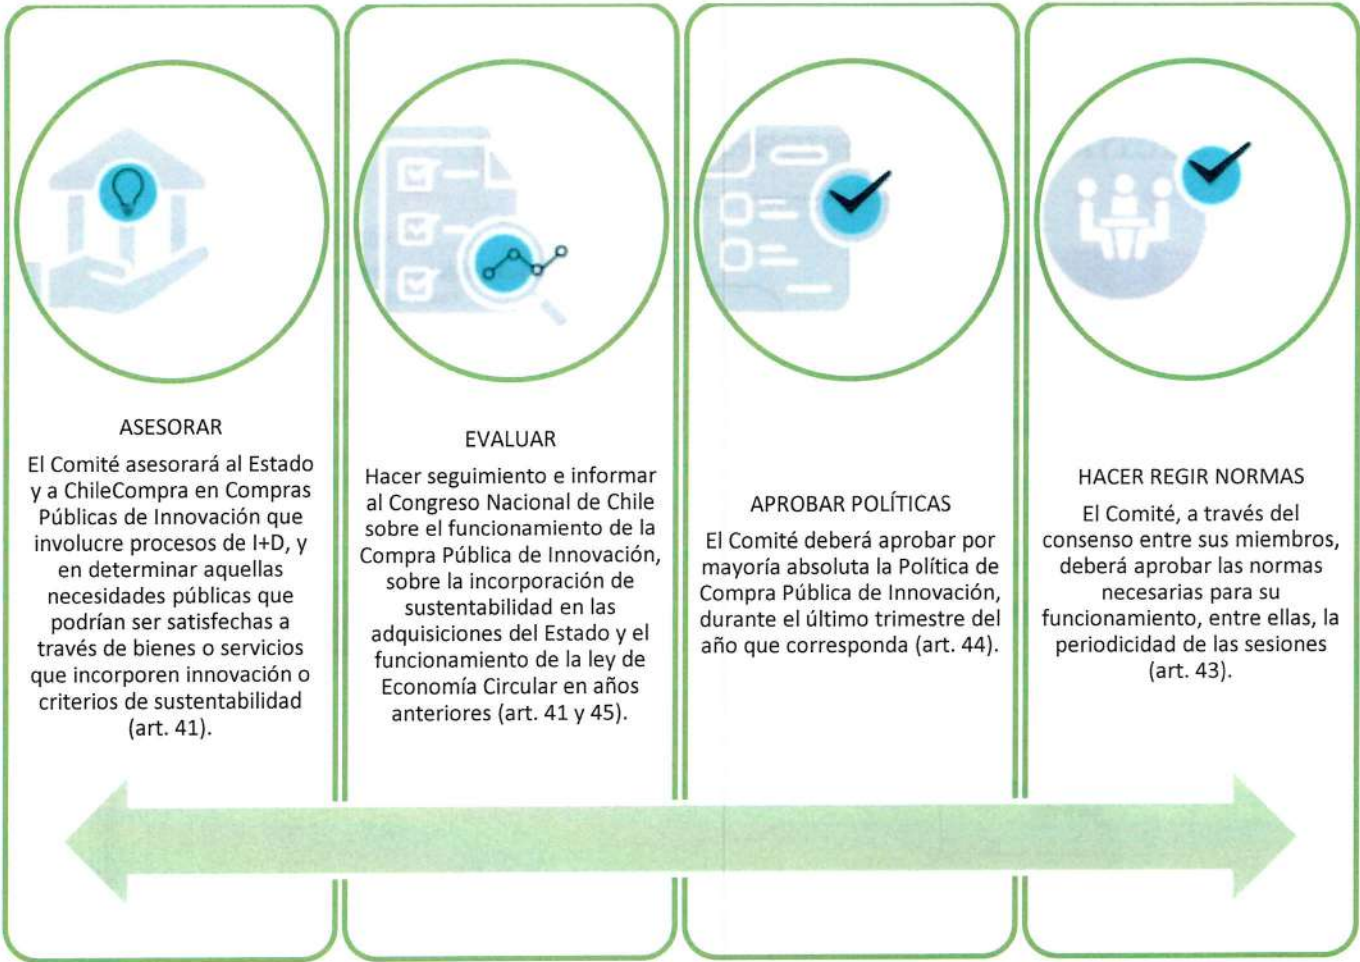 ASESORAR
El Comité asesorará al Estado
y a ChileCompra en Compras
Públicas de Innovación que
involucre procesos de I+D, y
en determinar aquellas
necesidades públicas que
podrían ser satisfechas a
través de bienes o servicios
que incorporen innovación o
criterios de sustentabilidad
(art. 41).
EVALUAR
Hacer seguimiento e informar
al Congreso Nacional de Chile
sobre el funcionamiento de la
Compra Pública de Innovación,
sobre la incorporación de
sustentabilidad en las
adquisiciones del Estado y el
funcionamiento de la ley de
Economía Circular en años
anteriores (art. 41 y 45).
APROBAR POLÍTICAS
El Comité deberá aprobar por
mayoría absoluta la Política de
Compra Pública de Innovación,
durante el último trimestre del
año que corresponda (art. 44).
HACER REGIR NORMAS
El Comité, a través del
consenso entre sus miembros,
deberá aprobar las normas
necesarias para su
funcionamiento, entre ellas, la
periodicidad de las sesiones
(art. 43).